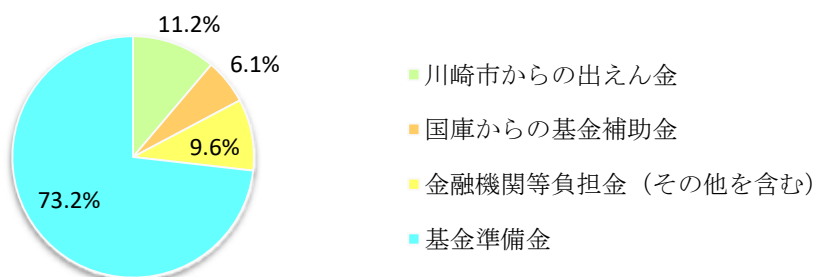 11.2%
6.1%
9.6%
73.2%
川崎市からの出えん金
国庫からの基金補助金
金融機関等負担金（その他を含む）
基金準備金